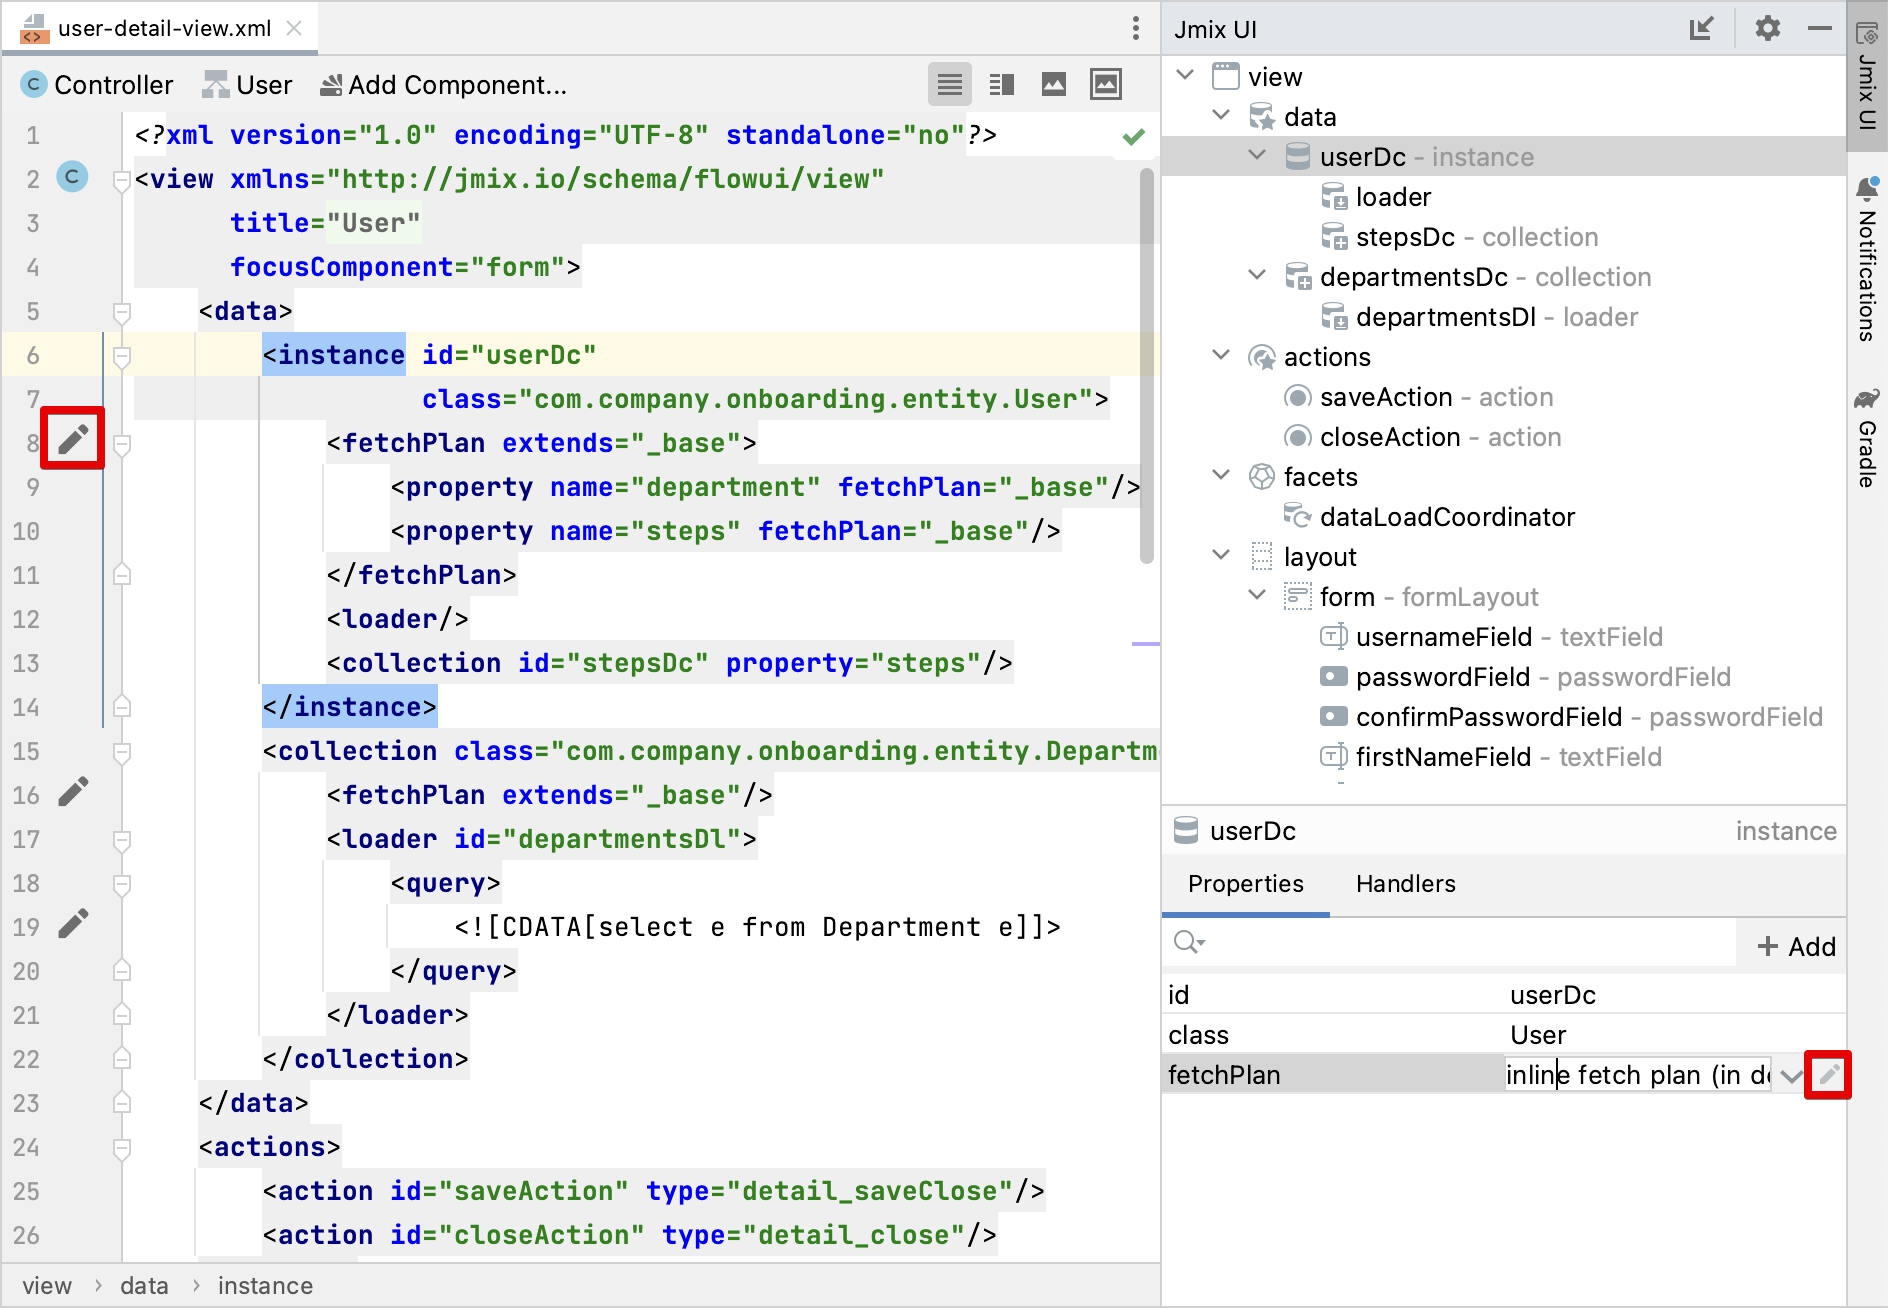 user-detail-view.xml
Controller User Add Component...
1 <?xml version="1.0" encoding="UTF-8" standalone="no"?>
2 <view xmlns="http://jmix.io/schema/flowui/view"
3 title="User"
4 focusComponent="form">
5 <data>
6 <instance id="userDc"
7 class="com.company.onboarding.entity.User">
8 <fetchPlan extends="_base">
9 <property name="department" fetchPlan="_base"/>
10 <property name="steps" fetchPlan="_base"/>
11 </fetchPlan>
12 <loader/>
13 <collection id="stepsDc" property="steps"/>
14 </instance>
15 <collection class="com.company.onboarding.entity.Departm
16 <fetchPlan extends="_base"/>
17 <loader id="departmentsDl">
18 <query>
19 <![CDATA[select e from Department e]]>
20 </query>
21 </loader>
22 </collection>
23 </data>
24 <actions>
25 <action id="saveAction" type="detail_saveClose"/>
26 <action id="closeAction" type="detail_close"/>
view › data › instance
Jmix UI
view
data
userDc - instance
loader
stepsDc - collection
departmentsDc - collection
departmentsDl - loader
actions
saveAction - action
closeAction - action
facets
dataLoadCoordinator
layout
form - formLayout
usernameField - textField
passwordField - passwordField
confirmPasswordField - passwordField
firstNameField - textField
userDc instance
Properties Handlers
+ Add
id userDc
class User
fetchPlan inline fetch plan (in de
Jmix UI
Notifications
Gradle